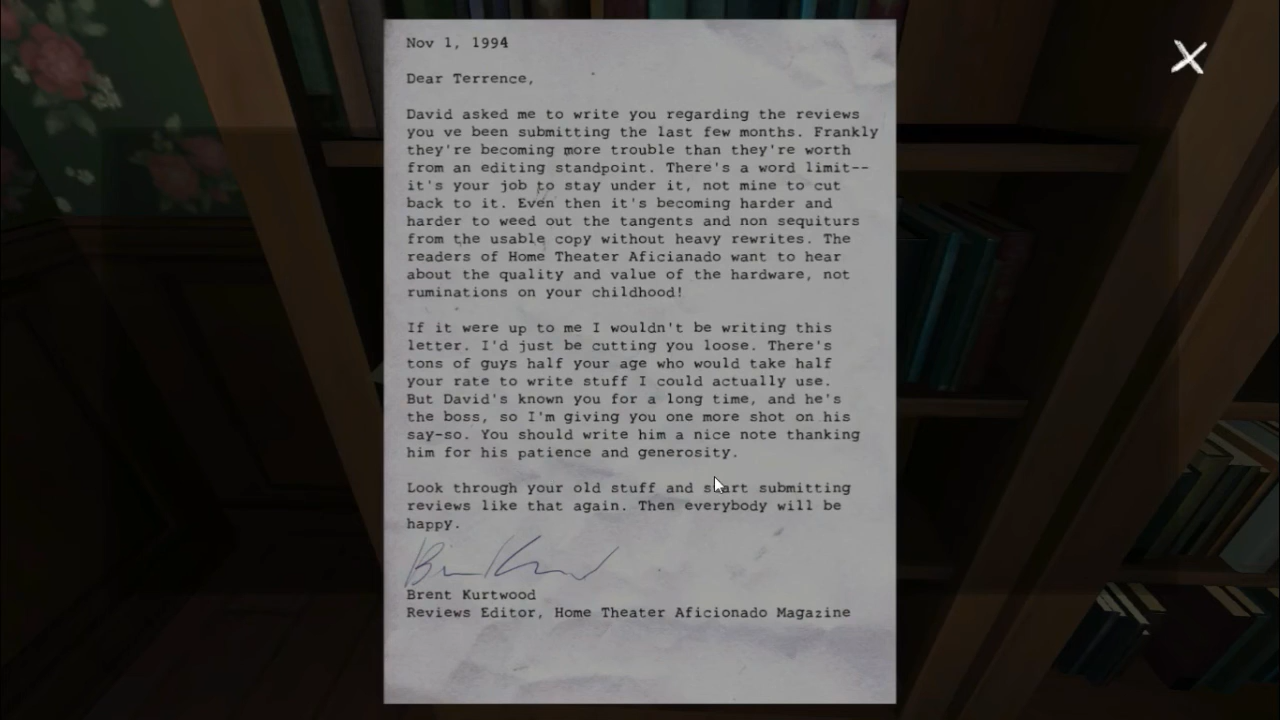 Nov 1, 1994
Dear Terrence,
David asked me to write you regarding the reviews
you ve been submitting the last few months. Frankly
they're becoming more trouble than they're worth
from an editing standpoint. There's a word limit--
it's your job to stay under it, not mine to cut
back to it. Even then it's becoming harder and
harder to weed out the tangents and non sequiturs
from the usable copy without heavy rewrites. The
readers of Home Theater Aficianado want to hear
about the quality and value of the hardware, not
ruminations on your childhood!
If it were up to me I wouldn't be writing this
letter. I'd just be cutting you loose. There's
tons of guys half your age who would take half
your rate to write stuff I could actually use.
But David's known you for a long time, and he's
the boss, so I'm giving you one more shot on his
say-so. You should write him a nice note thanking
him for his patience and generosity.
Look through your old stuff and start submitting
reviews like that again. Then everybody will be
happy.
Brent Kurtwood
Reviews Editor, Home Theater Aficionado Magazine